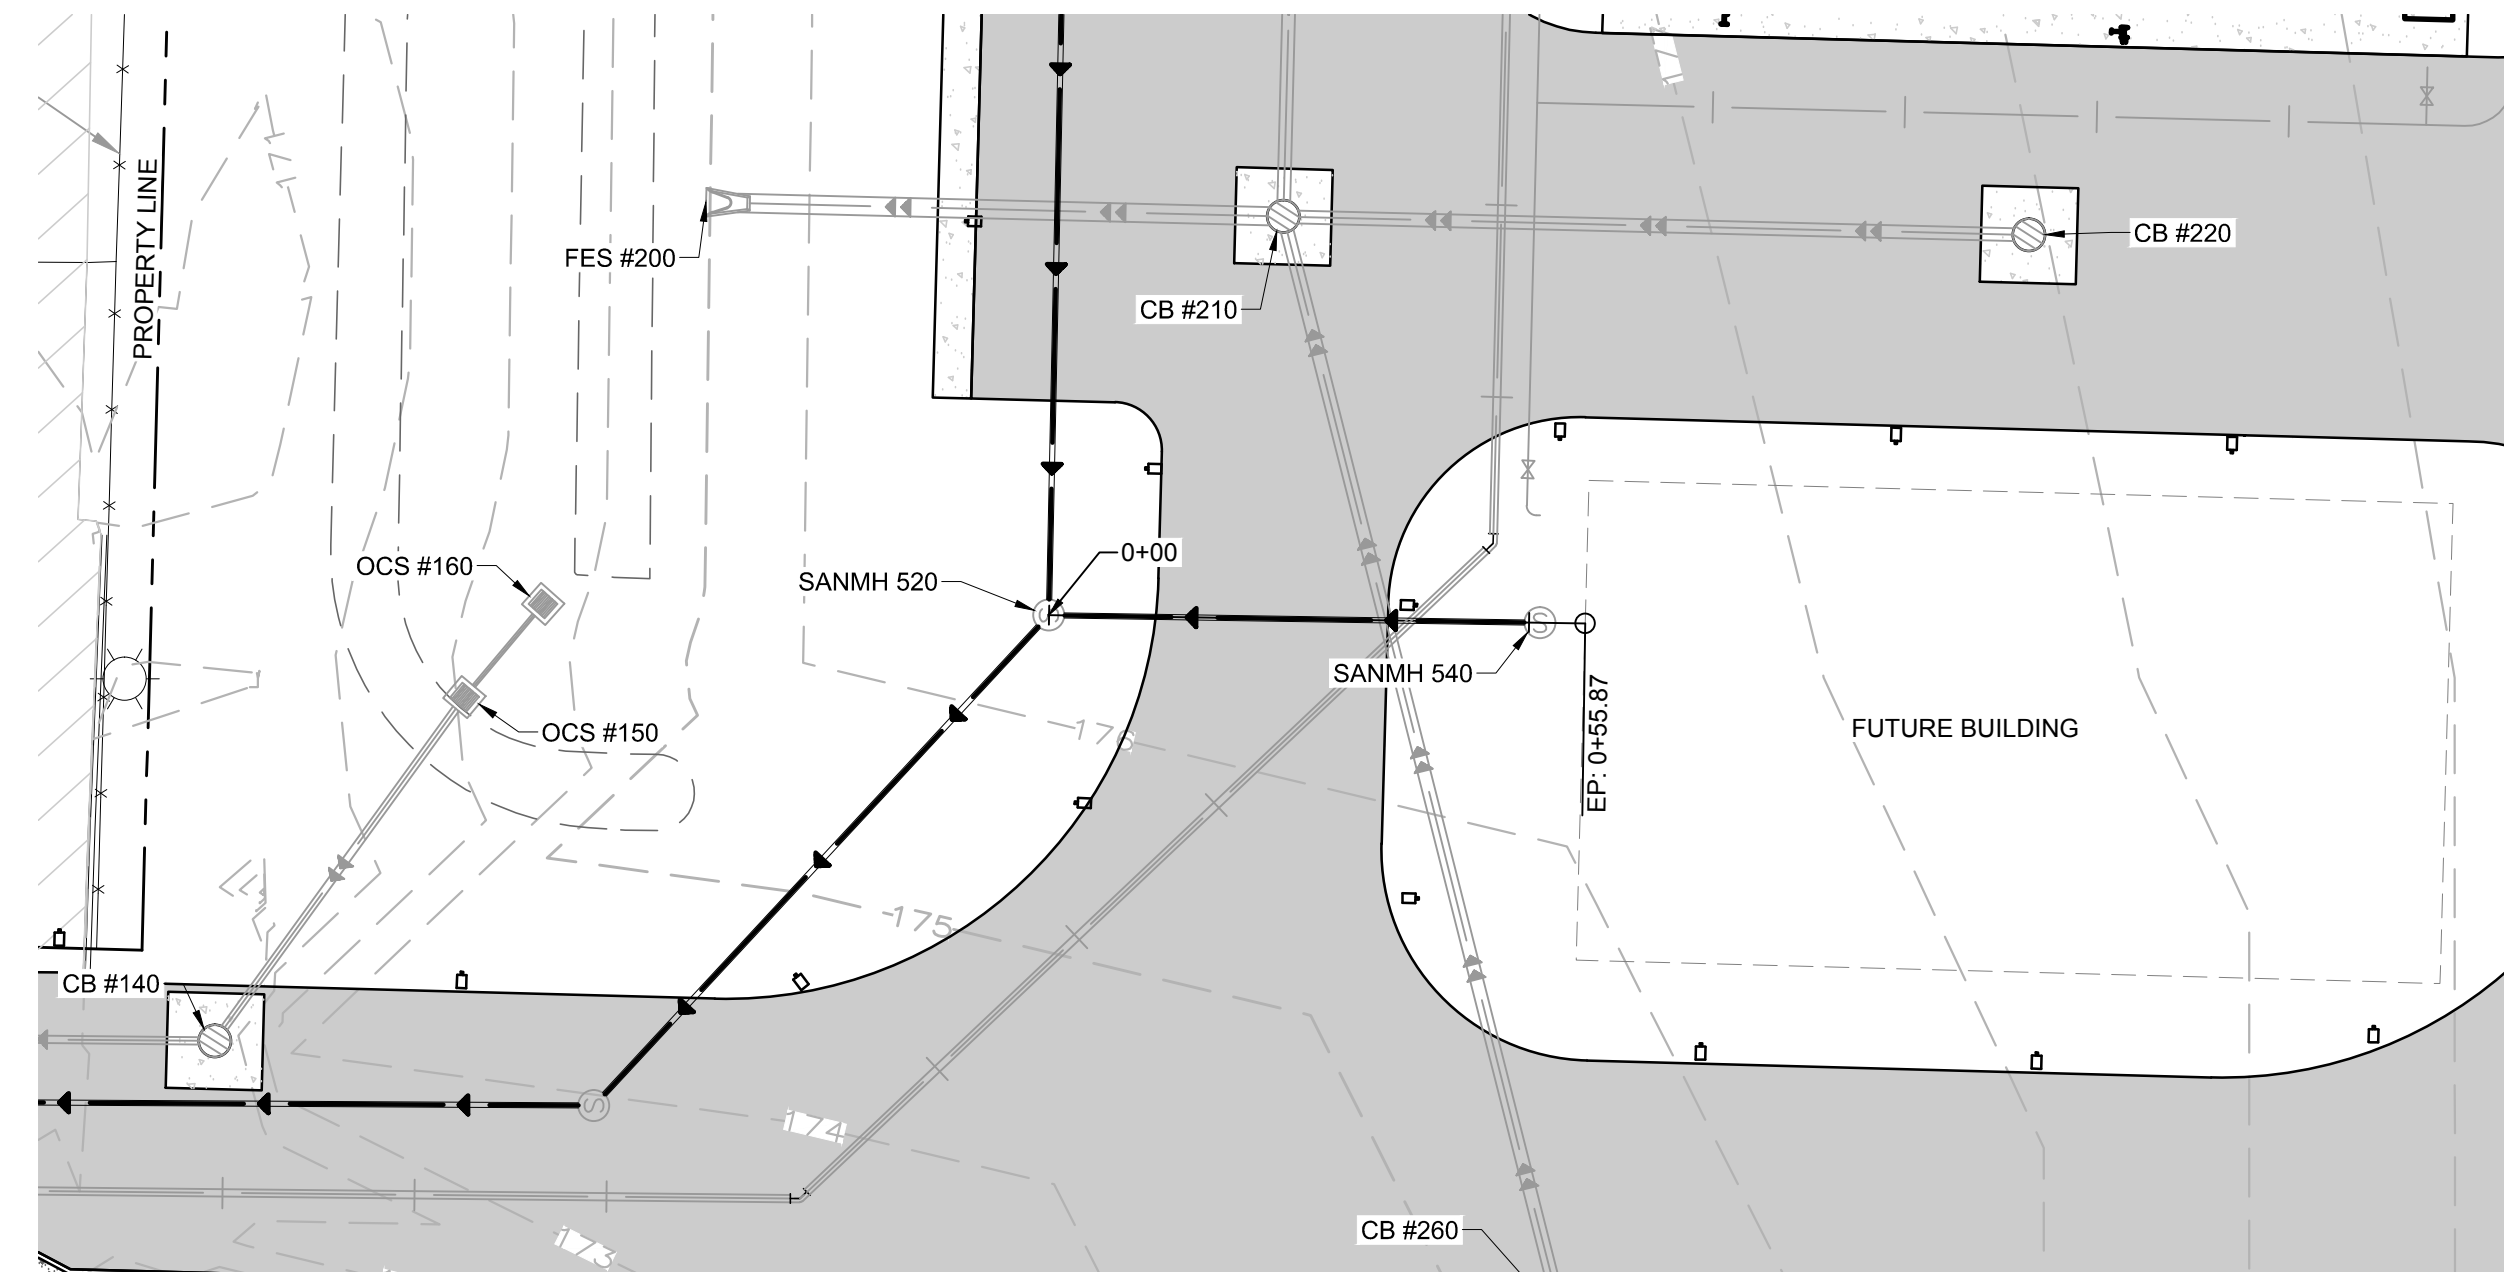 PROPERTY LINE
FES #200
CB #210
CB #220
OCS #160
SANMH 520
0+00
SANMH 540
EP: 0+55.87
FUTURE BUILDING
OCS #150
176
175
CB #140
174
173
CB #260
S
S
S